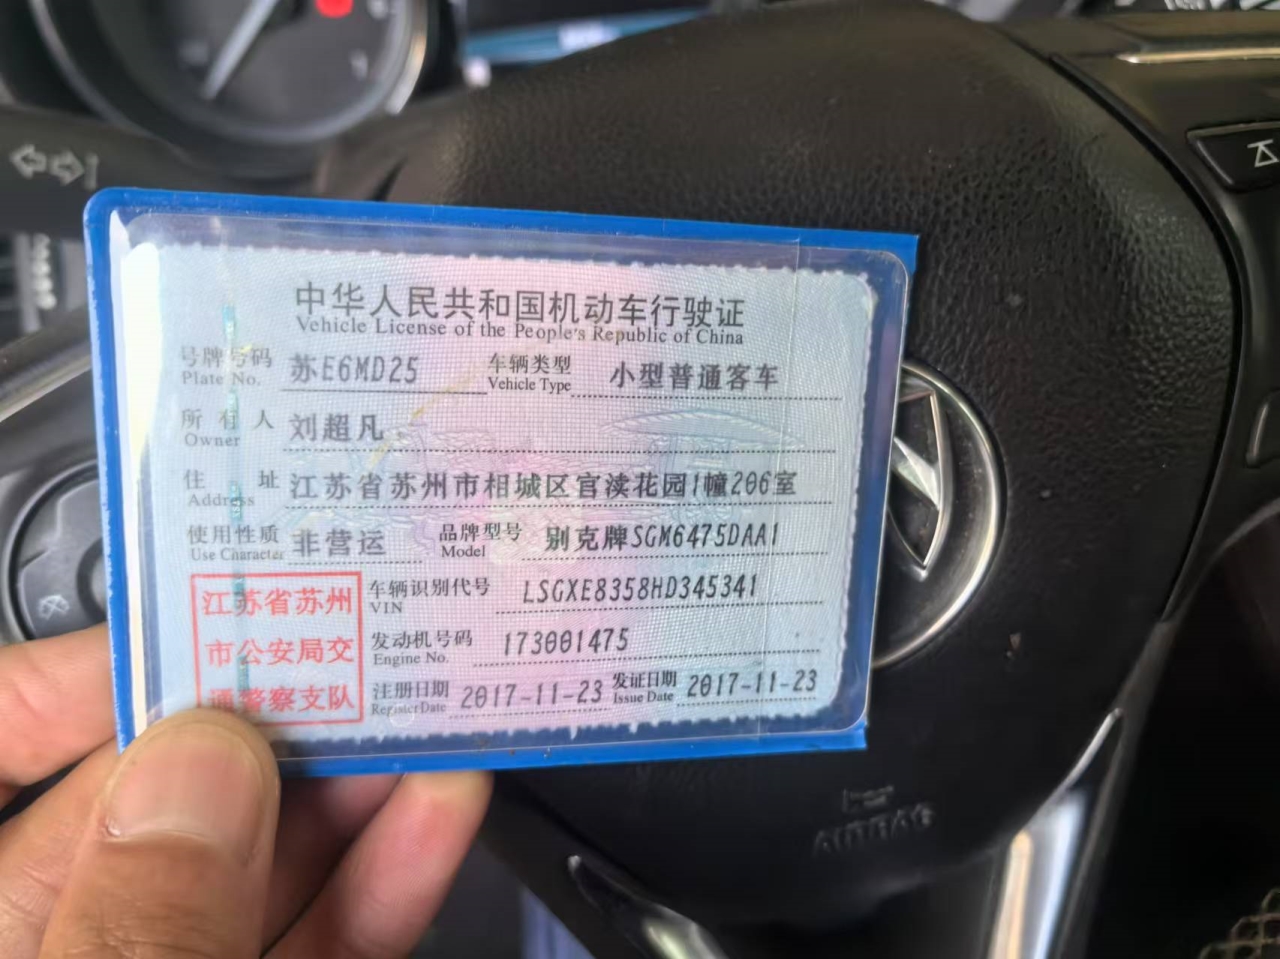 中华人民共和国机动车行驶证
Vehicle License of the People's Republic of China
号牌号码 苏E6MD25 车辆类型 小型普通客车
Plate No. Vehicle Type
所有人 刘超凡
Owner
住址 江苏省苏州市相城区官渎花园1幢206室
Address
使用性质 非营运 品牌型号 别克牌SGM6475DAA1
Use Character Model
车辆识别代号 LSGXE8358HD345341
VIN
发动机号码 173001475
Engine No.
注册日期 2017-11-23 发证日期 2017-11-23
Register Date Issue Date
江苏省苏州
市公安局交
通警察支队
AIRBAG